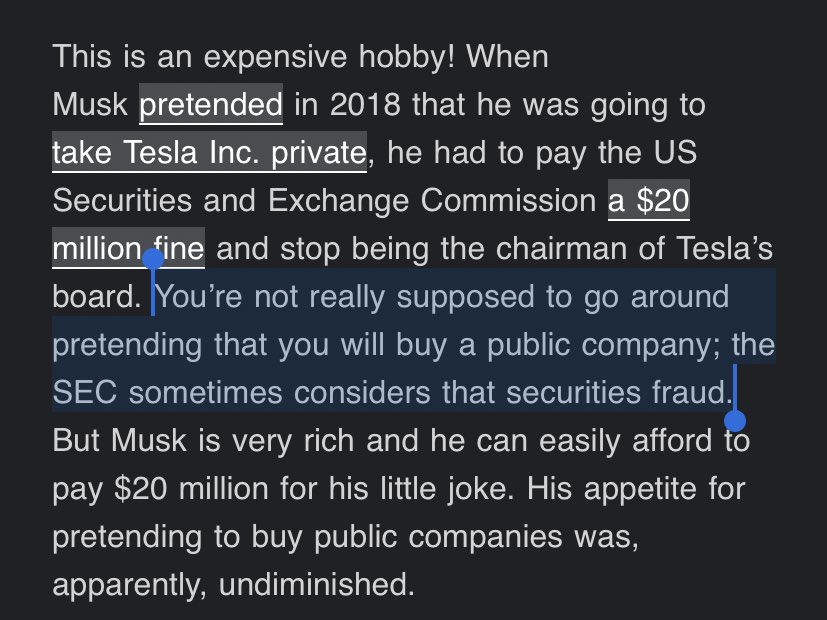 This is an expensive hobby! When
Musk pretended in 2018 that he was going to
take Tesla Inc. private, he had to pay the US
Securities and Exchange Commission a $20
million fine and stop being the chairman of Tesla’s
board. You’re not really supposed to go around
pretending that you will buy a public company; the
SEC sometimes considers that securities fraud.
But Musk is very rich and he can easily afford to
pay $20 million for his little joke. His appetite for
pretending to buy public companies was,
apparently, undiminished.